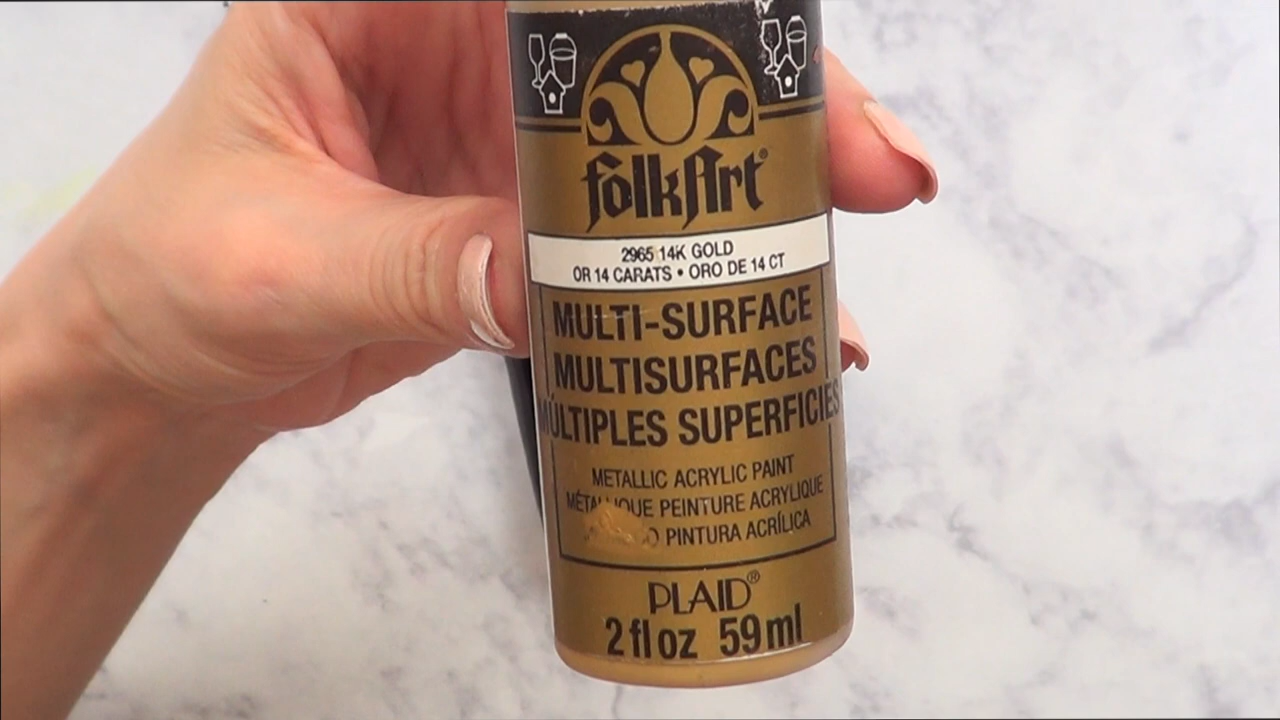 folkArt®
2965 14K GOLD
OR 14 CARATS • ORO DE 14 CT
MULTI-SURFACE
MULTISURFACES
MÚLTIPLES SUPERFICIES
METALLIC ACRYLIC PAINT
PEINTURE ACRYLIQUE
PINTURA ACRÍLICA
PLAID®
2 fl oz 59 ml